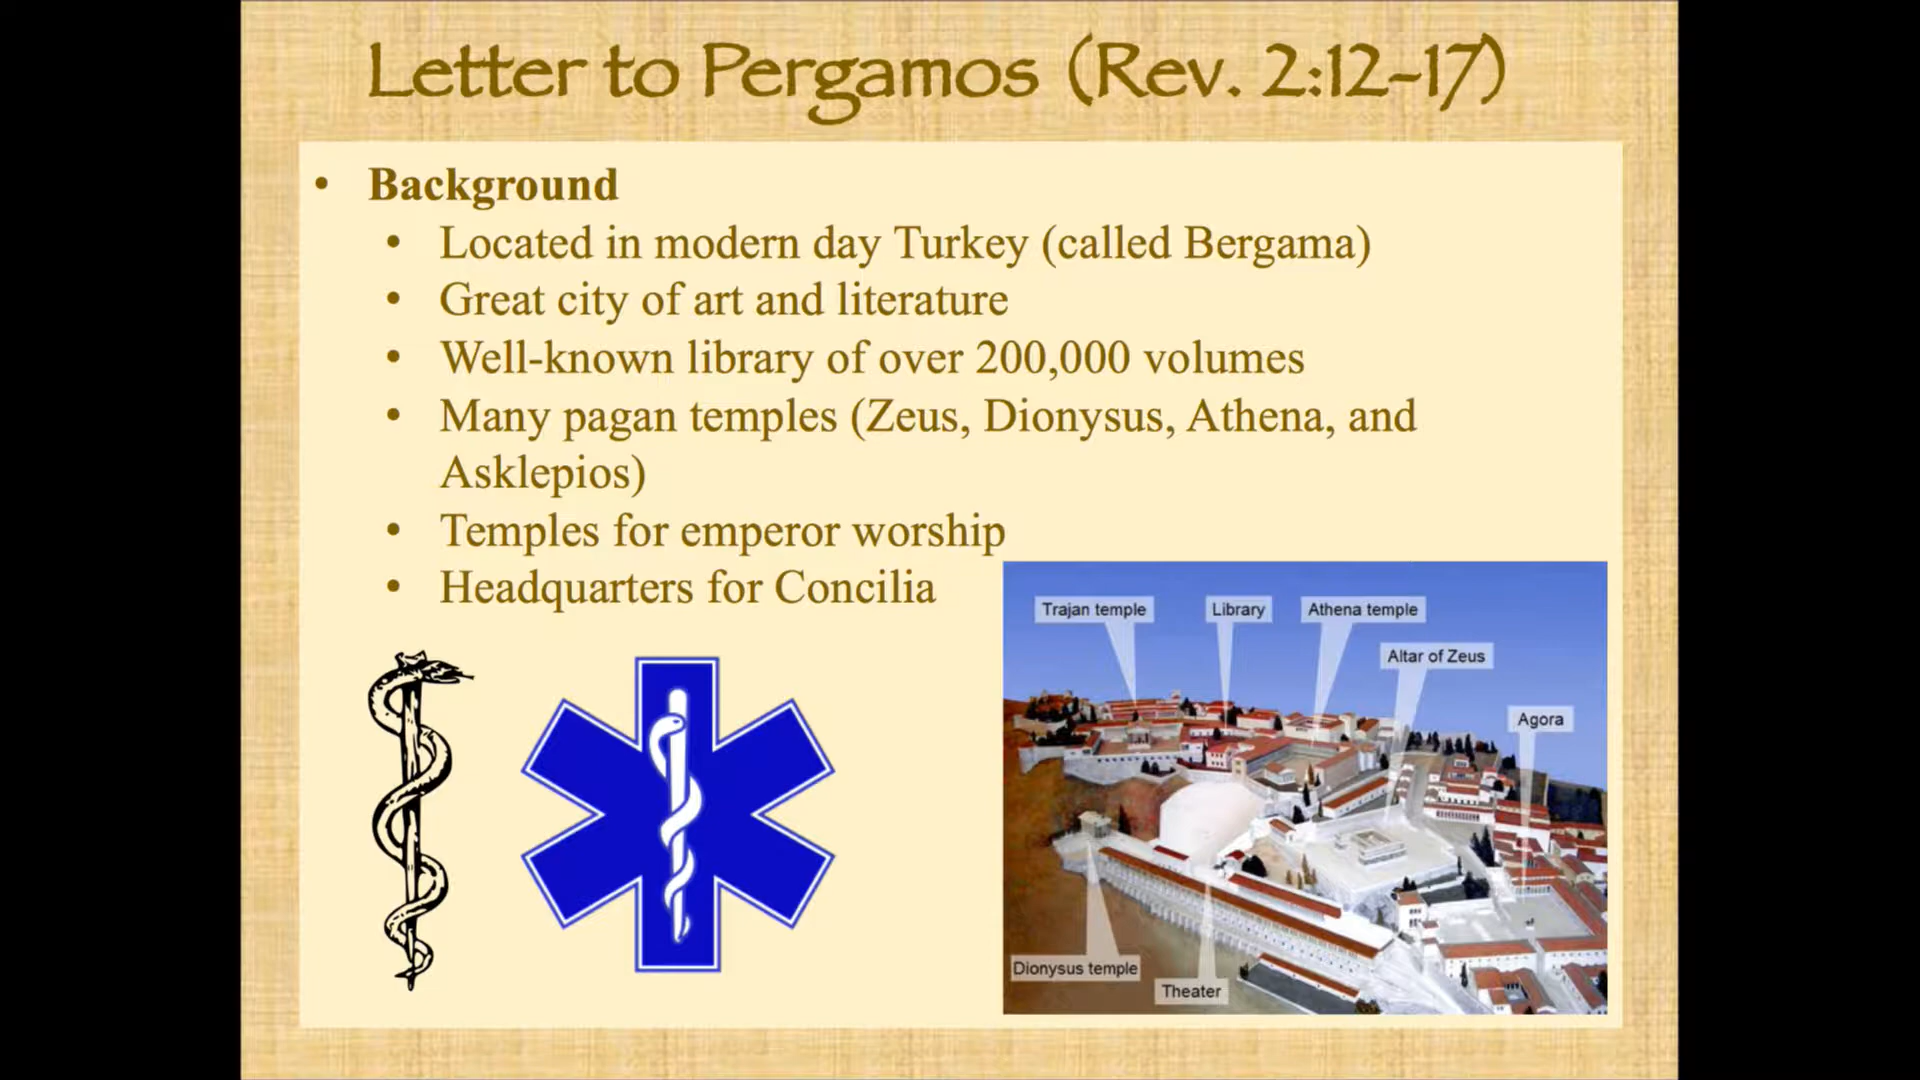 Letter to Pergamos (Rev. 2:12-17)
• Background
• Located in modern day Turkey (called Bergama)
• Great city of art and literature
• Well-known library of over 200,000 volumes
• Many pagan temples (Zeus, Dionysus, Athena, and
Asklepios)
• Temples for emperor worship
• Headquarters for Concilia
Trajan temple
Library
Athena temple
Altar of Zeus
Agora
Dionysus temple
Theater